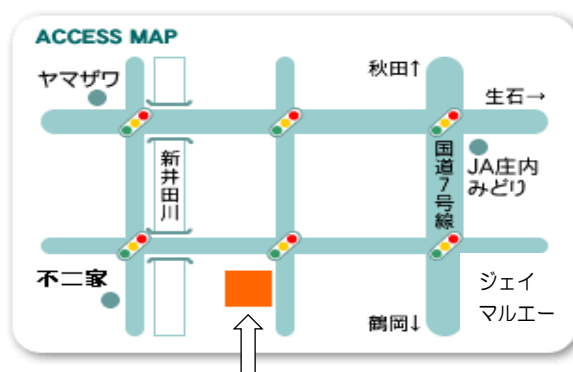 ACCESS MAP
ヤマザワ
秋田↑
生石→
新井田川
国道7号線
JA庄内
みどり
不二家
ジェイ
マルエー
鶴岡↓